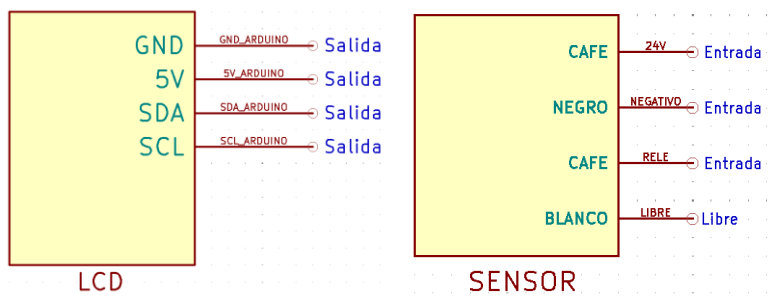 GND GND_ARDUINO Salida
5V 5V_ARDUINO Salida
SDA SDA_ARDUINO Salida
SCL SCL_ARDUINO Salida
LCD
CAFE 24V Entrada
NEGRO NEGATIVO Entrada
CAFE RELE Entrada
BLANCO LIBRE Libre
SENSOR